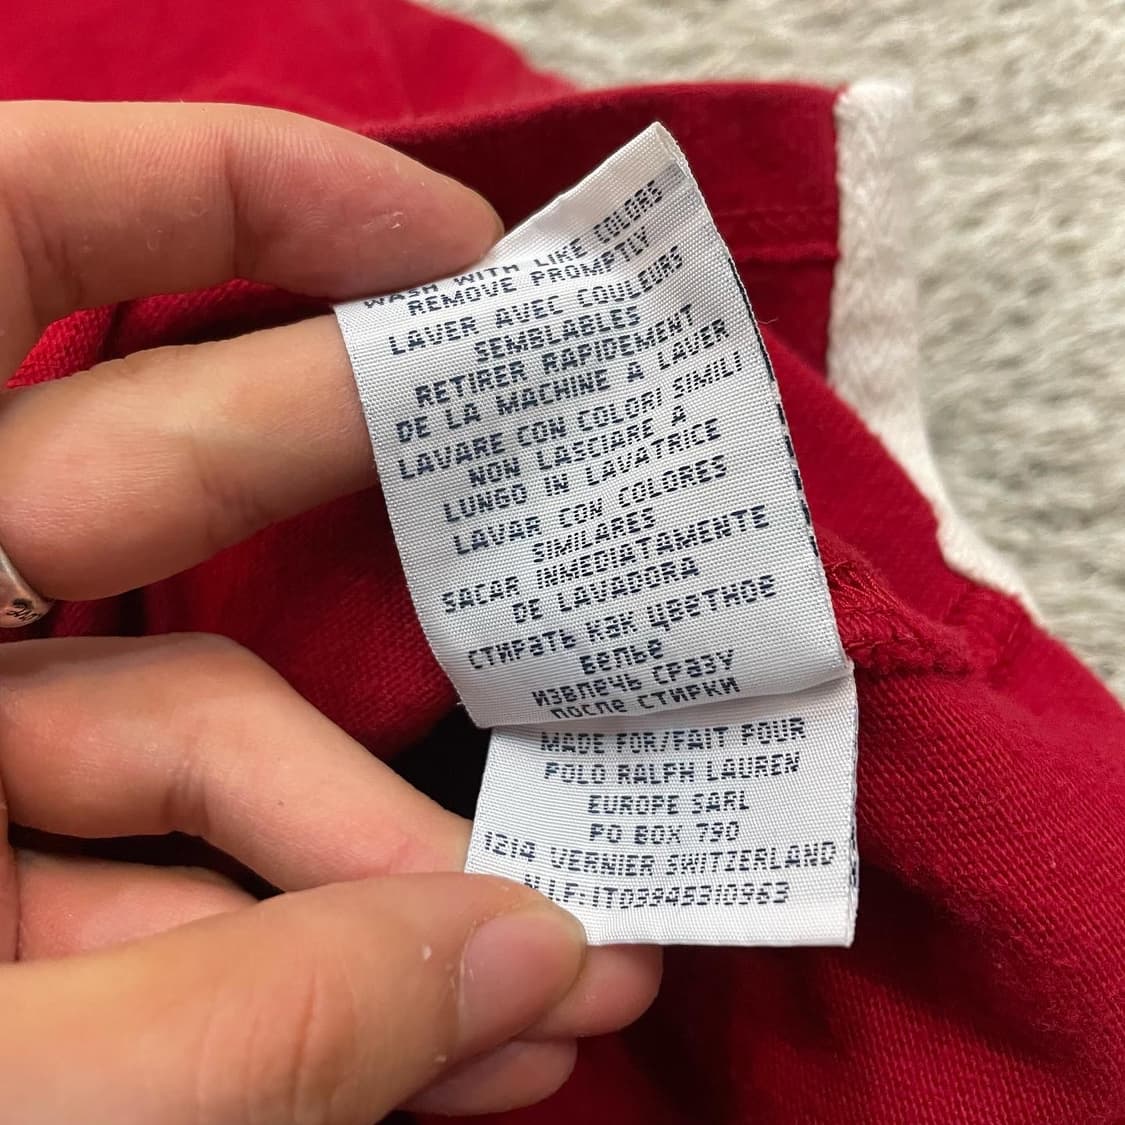 WASH WITH LIKE COLORS
REMOVE PROMPTLY
LAVER AVEC COULEURS
SEMBLABLES
RETIRER RAPIDEMENT
DE LA MACHINE A LAVER
LAVARE CON COLORI SIMILI
NON LASCIARE A
LUNGO IN LAVATRICE
LAVAR CON COLORES
SIMILARES
SACAR INMEDIATAMENTE
DE LAVADORA
СТИРАТЬ КАК ЦВЕТНОЕ
БЕЛЬЕ
ИЗВЛЕЧЬ СРАЗУ
ПОСЛЕ СТИРКИ
MADE FOR/FAIT POUR
POLO RALPH LAUREN
EUROPE SARL
PO BOX 790
1214 VERNIER SWITZERLAND
N.I.F.:IT03945310963